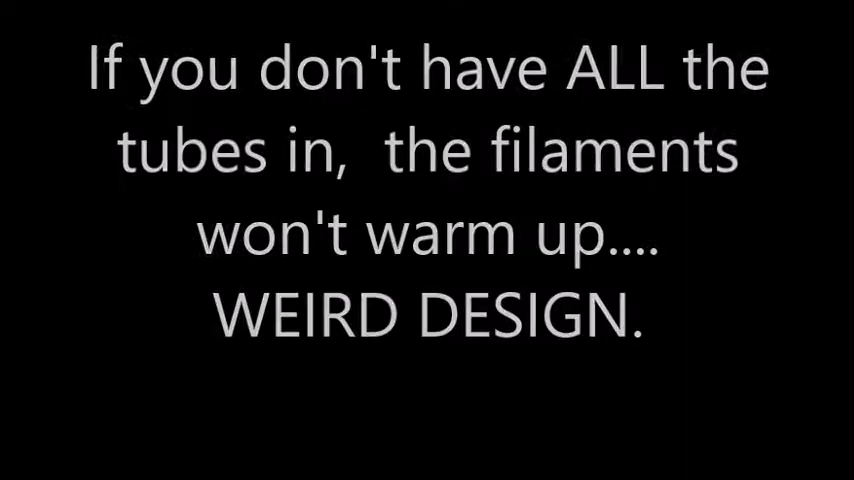 If you don't have ALL the
tubes in,  the filaments
won't warm up....
WEIRD DESIGN.